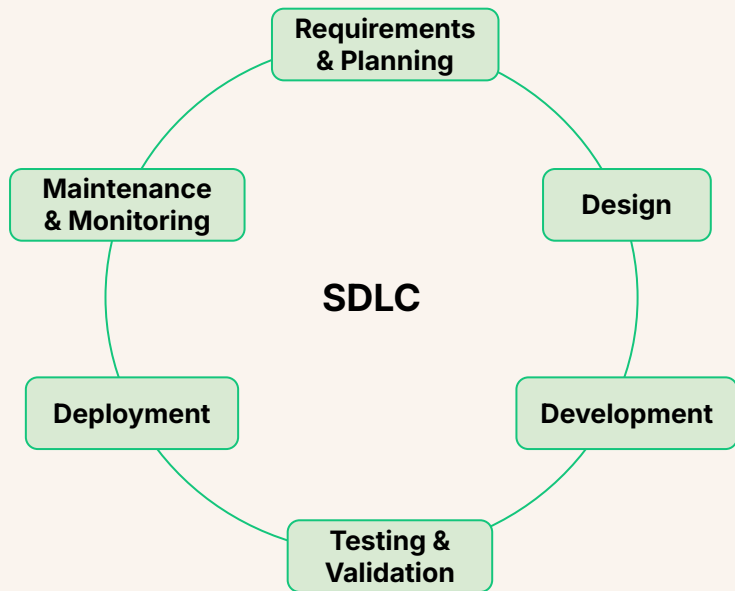 Requirements
& Planning
Maintenance
& Monitoring
Design
SDLC
Deployment
Development
Testing &
Validation